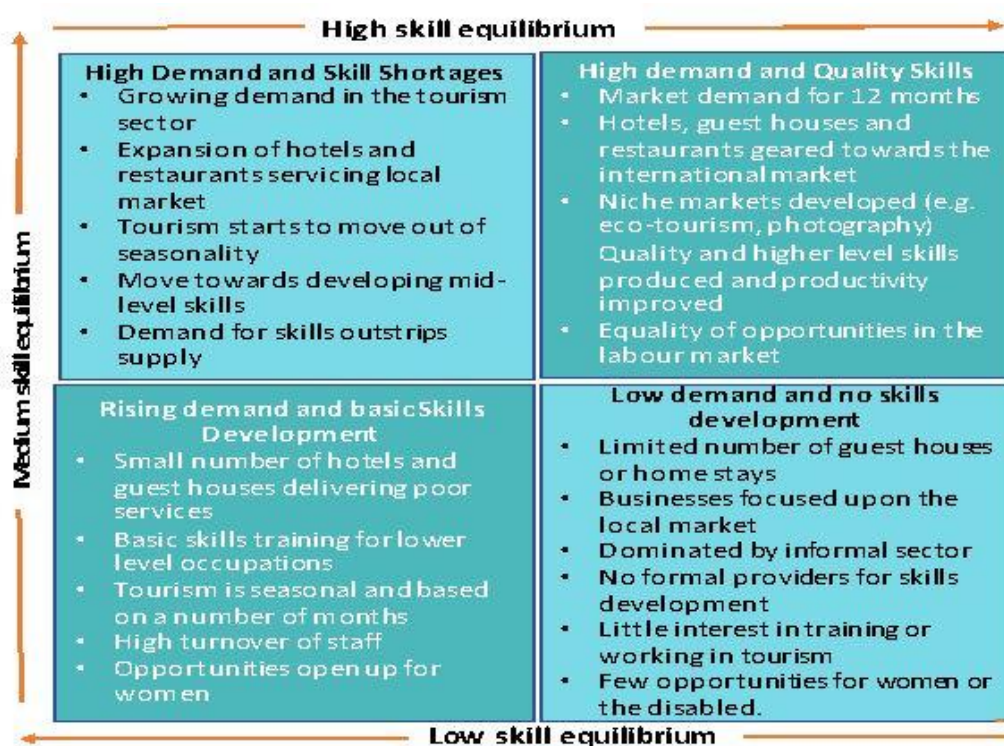 High skill equilibrium
Medium skill equilibrium
High Demand and Skill Shortages
• Growing demand in the tourism
sector
• Expansion of hotels and
restaurants servicing local
market
• Tourism starts to move out of
seasonality
• Move towards developing mid-
level skills
• Demand for skills outstrips
supply
High demand and Quality Skills
• Market demand for 12 months
• Hotels, guest houses and
restaurants geared towards the
international market
• Niche markets developed (e.g.
eco-tourism, photography)
Quality and higher level skills
produced and productivity
improved
• Equality of opportunities in the
labour market
Rising demand and basic Skills
Development
• Small number of hotels and
guest houses delivering poor
services
• Basic skills training for lower
level occupations
• Tourism is seasonal and based
on a number of months
• High turnover of staff
• Opportunities open up for
women
Low demand and no skills
development
• Limited number of guest houses
or home stays
• Businesses focused upon the
local market
• Dominated by informal sector
• No formal providers for skills
development
• Little interest in training or
working in tourism
• Few opportunities for women or
the disabled.
Low skill equilibrium